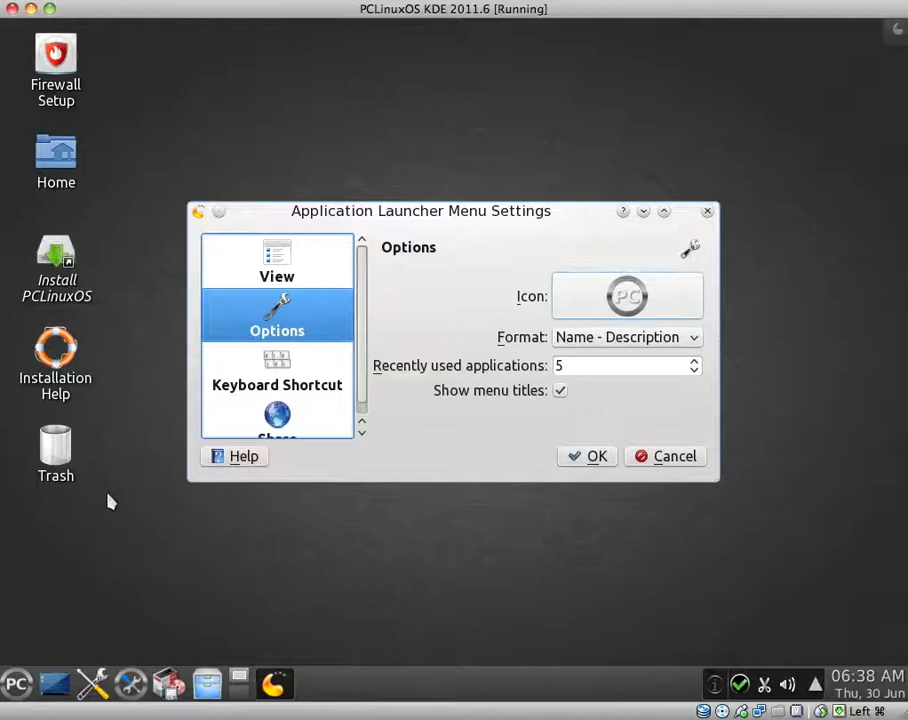 PCLinuxOS KDE 2011.6 [Running]
Firewall
Setup
Home
Install
PCLinuxOS
Installation
Help
Trash
Application Launcher Menu Settings
View
Options
Keyboard Shortcut
Share
Options
Icon:
PC
Format:
Name - Description
Recently used applications:
5
Show menu titles:
Help
OK
Cancel
PC
06:38 AM
Thu, 30 Jun
Left ⌘